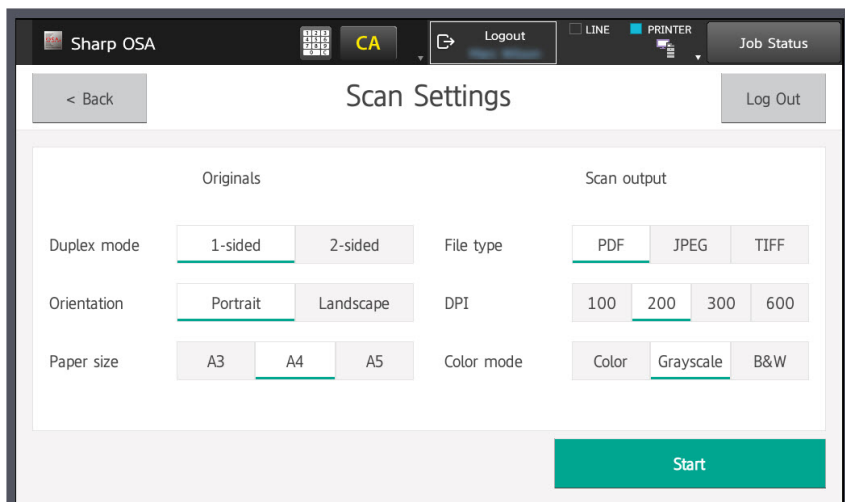 Sharp OSA
CA
Logout
LINE
PRINTER
Job Status
< Back
Scan Settings
Log Out
Originals
Scan output
Duplex mode 1-sided 2-sided File type PDF JPEG TIFF
Orientation Portrait Landscape DPI 100 200 300 600
Paper size A3 A4 A5 Color mode Color Grayscale B&W
Start